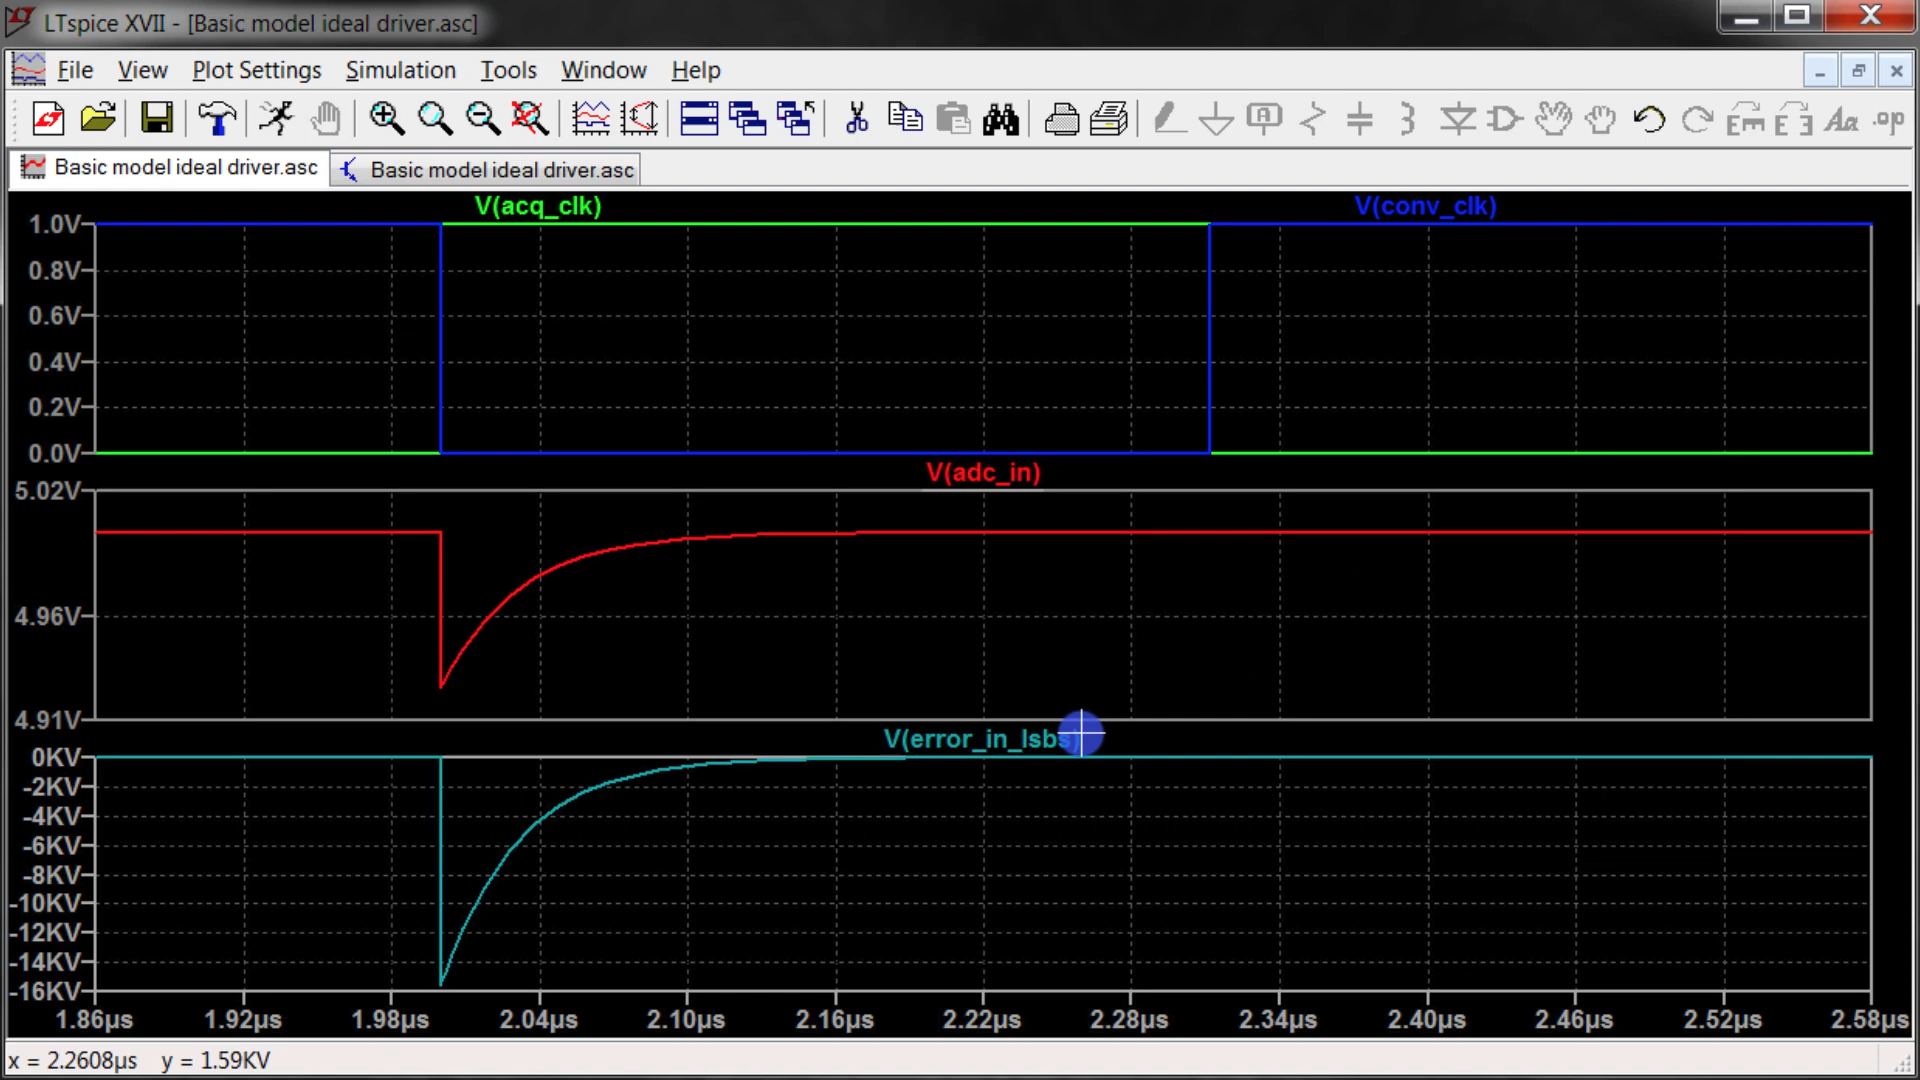 LTspice XVII - [Basic model ideal driver.asc]
File View Plot Settings Simulation Tools Window Help
Basic model ideal driver.asc Basic model ideal driver.asc
V(acq_clk) V(conv_clk)
1.0V
0.8V
0.6V
0.4V
0.2V
0.0V
V(adc_in)
5.02V
4.96V
4.91V
V(error_in_lsbs)
0KV
-2KV
-4KV
-6KV
-8KV
-10KV
-12KV
-14KV
-16KV
1.86µs 1.92µs 1.98µs 2.04µs 2.10µs 2.16µs 2.22µs 2.28µs 2.34µs 2.40µs 2.46µs 2.52µs 2.58µs
x = 2.2608µs y = 1.59KV